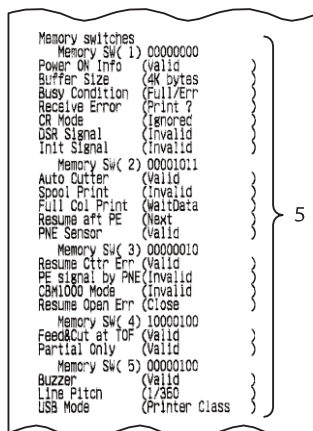 Memory switches
Memory SW( 1) 00000000
Power ON Info (Valid )
Buffer Size (4K bytes )
Busy Condition (Full/Err )
Receive Error (Print ? )
CR Mode (Ignored )
DSR Signal (Invalid )
Init Signal (Invalid )
Memory SW( 2) 00001011
Auto Cutter (Valid )
Spool Print (Invalid )
Full Col Print (WaitData )
Resume aft PE (Next )
PNE Sensor (Valid )
Memory SW( 3) 00000010
Resume Cttr Err (Valid )
PE signal by PNE(Invalid )
CBM1000 Mode (Invalid )
Resume Open Err (Close )
Memory SW( 4) 10000100
Feed&Cut at TOF (Valid )
Partial Only (Valid )
Memory SW( 5) 00000100
Buzzer (Valid )
Line Pitch (1/360 )
USB Mode (Printer Class )
5